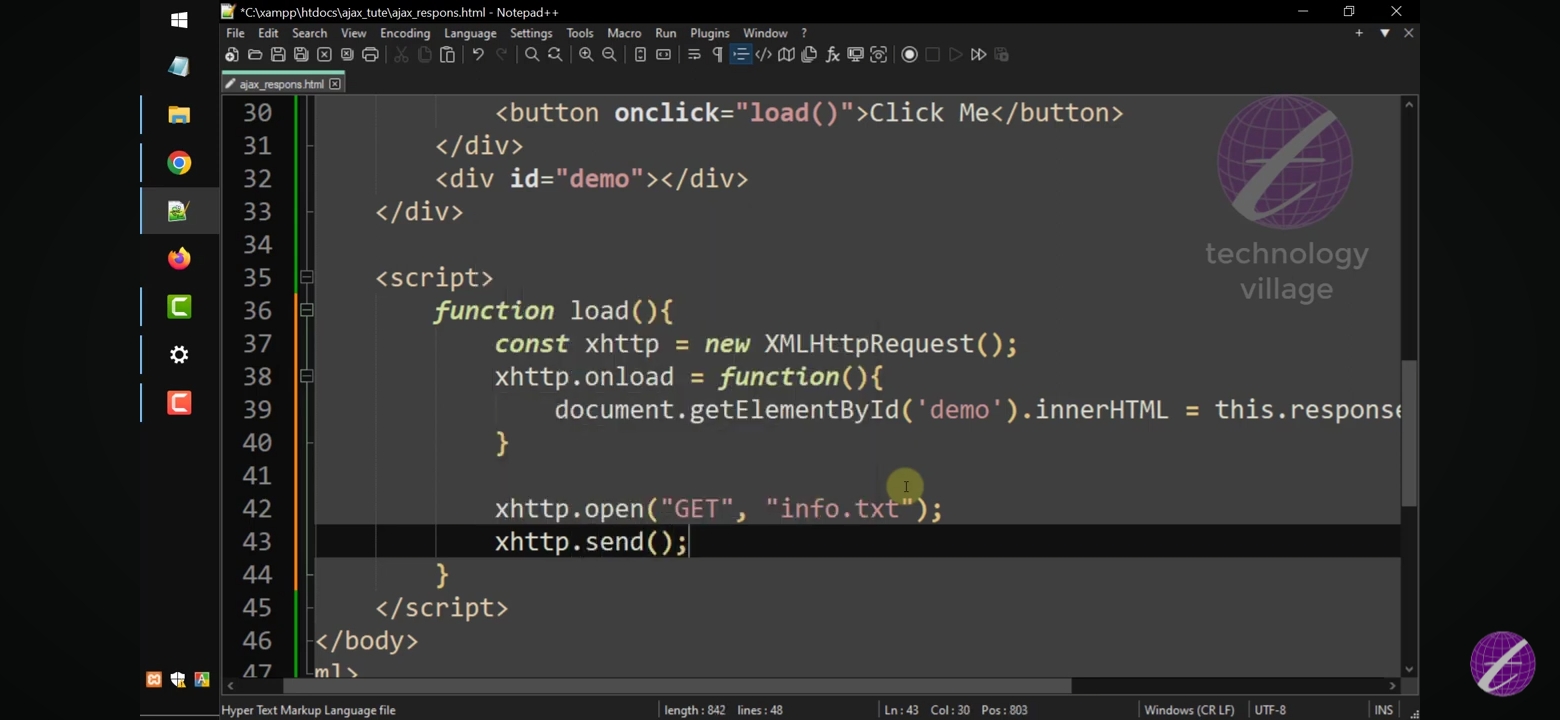 *C:\xampp\htdocs\ajax_tute\ajax_respons.html - Notepad++
File Edit Search View Encoding Language Settings Tools Macro Run Plugins Window ?
ajax_respons.html
30 <button onclick="load()">Click Me</button>
31 </div>
32 <div id="demo"></div>
33 </div>
34
35 <script>
36 function load(){
37 const xhttp = new XMLHttpRequest();
38 xhttp.onload = function(){
39 document.getElementById('demo').innerHTML = this.response
40 }
41
42 xhttp.open("GET", "info.txt");
43 xhttp.send();
44 }
45 </script>
46 </body>
47 ml>
technology
village
Hyper Text Markup Language file length : 842 lines : 48 Ln : 43 Col : 30 Pos : 803 Windows (CR LF) UTF-8 INS